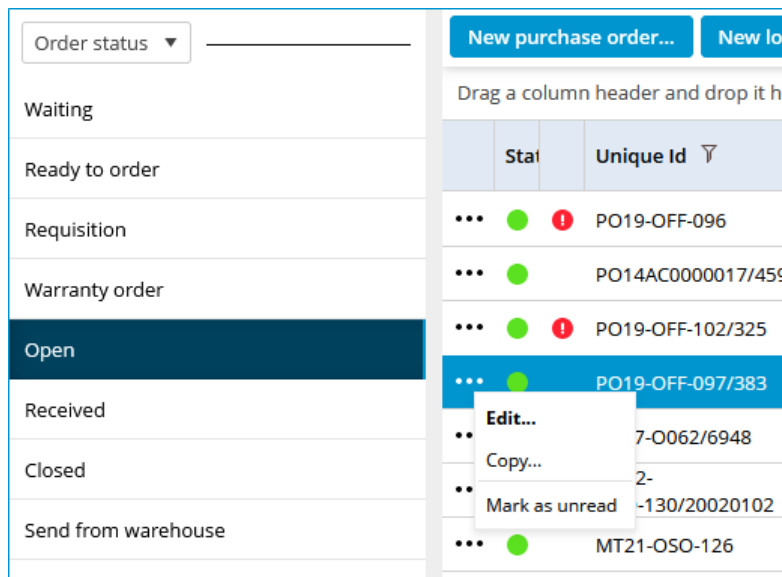 Order status
Waiting
Ready to order
Requisition
Warranty order
Open
Received
Closed
Send from warehouse
New purchase order...
New lo
Drag a column header and drop it h
Stat
Unique Id
PO19-OFF-096
PO14AC0000017/459
PO19-OFF-102/325
PO19-OFF-097/383
Edit...
7-O062/6948
Copy...
2-
Mark as unread
-130/20020102
MT21-OSO-126